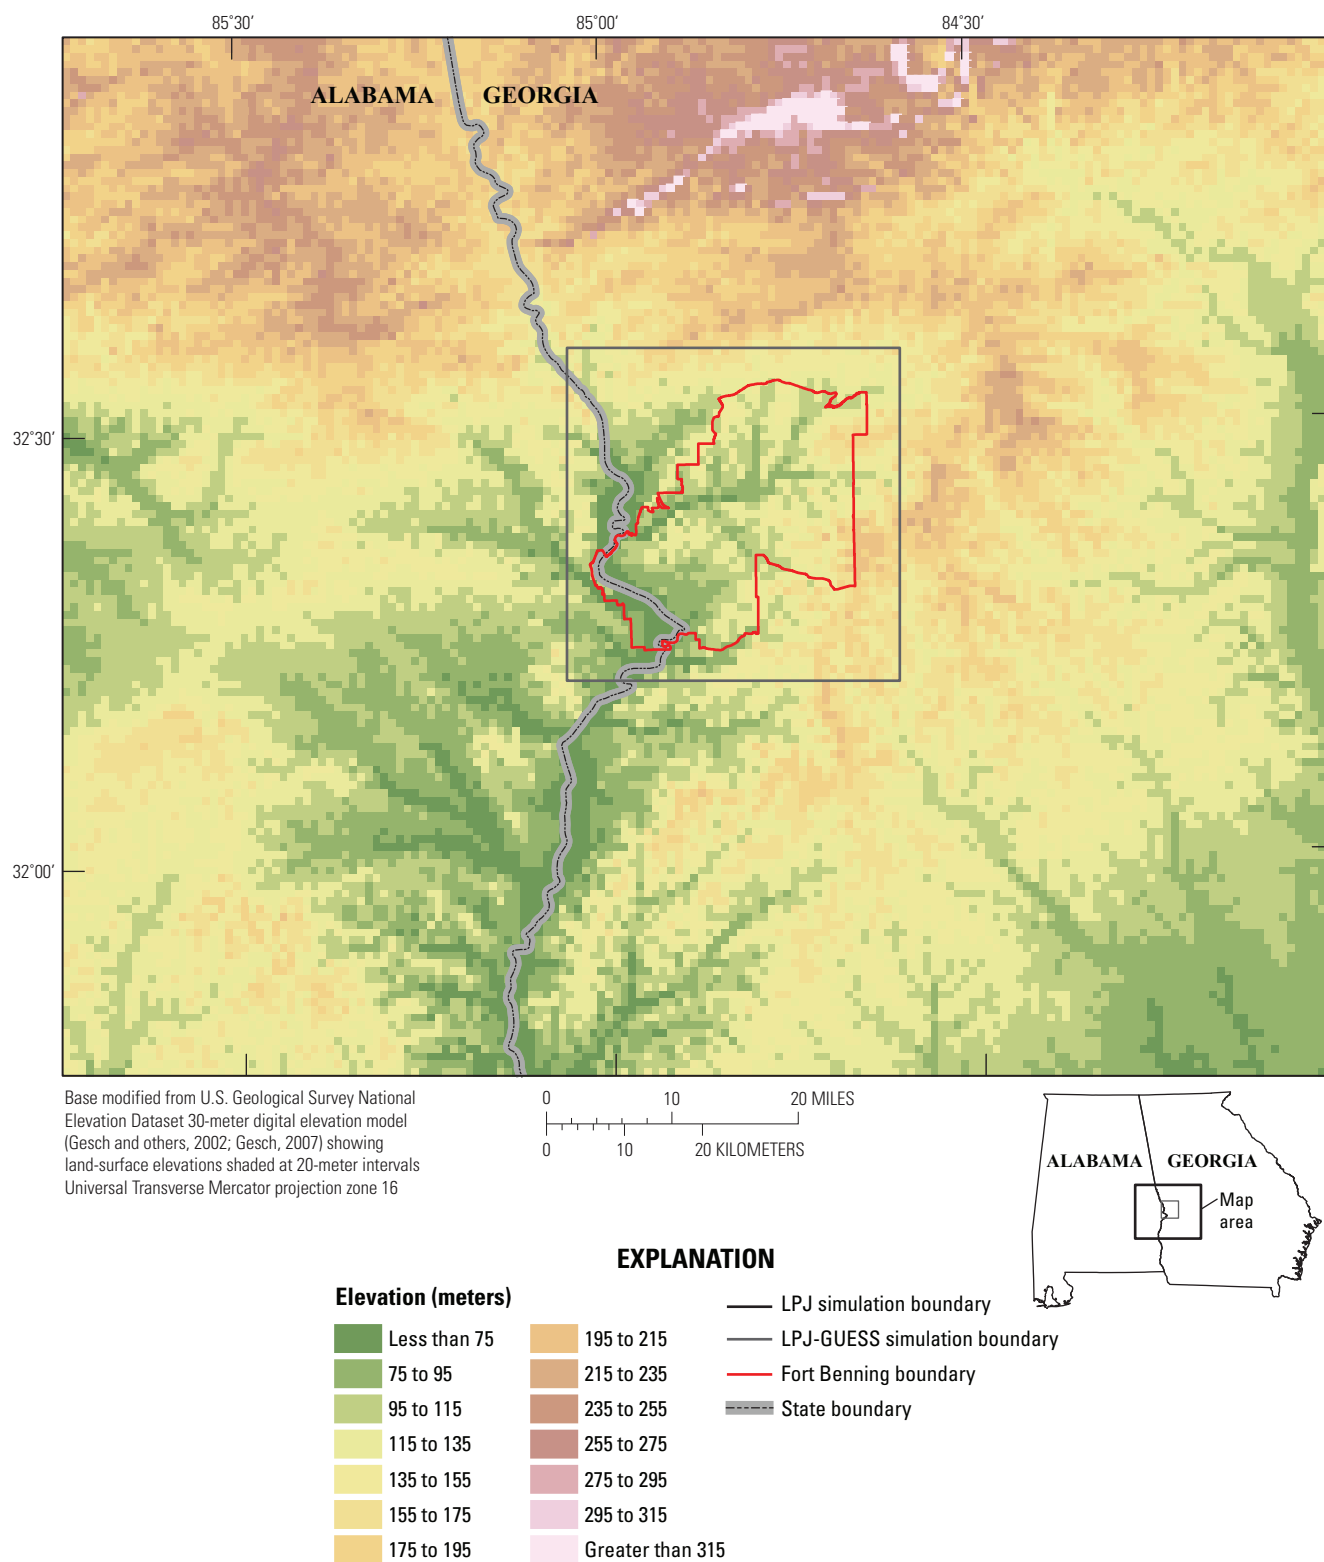 85°30' 85°00' 84°30'
ALABAMA GEORGIA
32°30'
32°00'
Base modified from U.S. Geological Survey National
Elevation Dataset 30-meter digital elevation model
(Gesch and others, 2002; Gesch, 2007) showing
land-surface elevations shaded at 20-meter intervals
Universal Transverse Mercator projection zone 16
0 10 20 MILES
0 10 20 KILOMETERS
ALABAMA GEORGIA
Map
area
EXPLANATION
Elevation (meters)
Less than 75
75 to 95
95 to 115
115 to 135
135 to 155
155 to 175
175 to 195
195 to 215
215 to 235
235 to 255
255 to 275
275 to 295
295 to 315
Greater than 315
LPJ simulation boundary
LPJ-GUESS simulation boundary
Fort Benning boundary
State boundary